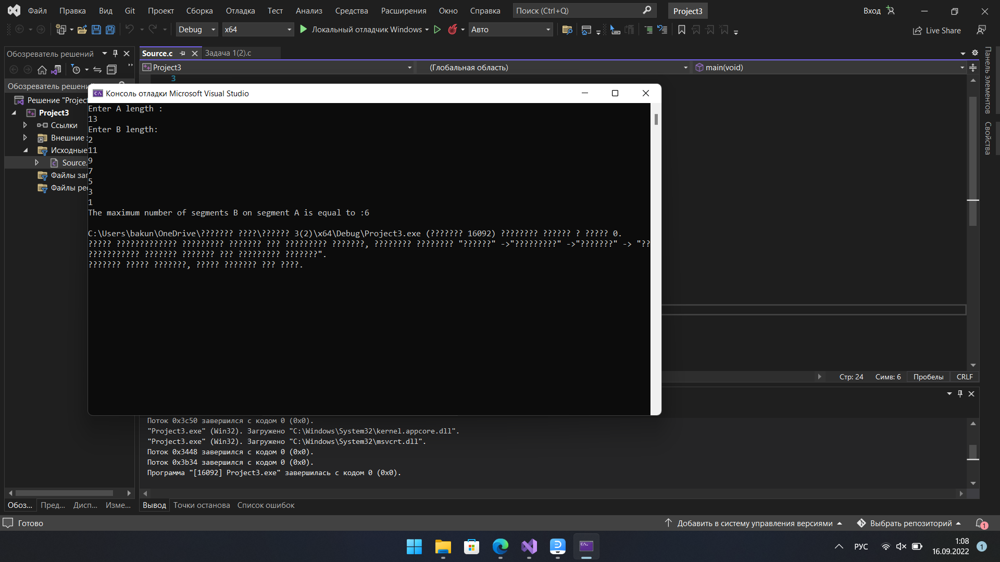 Файл Правка Вид Git Проект Сборка Отладка Тест Анализ Средства Расширения Окно Справка Поиск (Ctrl+Q) Project3 Вход
Debug x64 Локальный отладчик Windows Авто Live Share
Обозреватель решений
Source.c Задача 1(2).c
Project3 (Глобальная область) main(void)
Панель элементов
Свойства
3
Обозреватель решени
Решение "Project
Project3
Ссылки
Внешние
Исходные
Source.
Файлы заг
Файлы рес
Консоль отладки Microsoft Visual Studio
Enter A length :
13
Enter B length:
2
11
9
7
5
3
1
The maximum number of segments B on segment A is equal to :6
C:\Users\bakun\OneDrive\??????? ????\?????? 3(2)\x64\Debug\Project3.exe (??????? 16092) ???????? ?????? ? ????? 0.
????? ????????????? ????????? ??????? ??? ????????? ???????, ???????? ???????? "??????" ->"?????????" ->"???????" -> "??
??????????? ??????? ??????? ??? ????????? ???????".
??????? ????? ???????, ????? ??????? ??? ????.
Стр: 24 Симв: 6 Пробелы CRLF
Поток 0x3c50 завершился с кодом 0 (0x0).
"Project3.exe" (Win32). Загружено "C:\Windows\System32\kernel.appcore.dll".
"Project3.exe" (Win32). Загружено "C:\Windows\System32\msvcrt.dll".
Поток 0x3448 завершился с кодом 0 (0x0).
Поток 0x3b34 завершился с кодом 0 (0x0).
Программа "[16092] Project3.exe" завершилась с кодом 0 (0x0).
Обоз... Пред... Дисп... Изме... Вывод Точки останова Список ошибок
Готово Добавить в систему управления версиями Выбрать репозиторий 1
РУС 1:08
16.09.2022 1